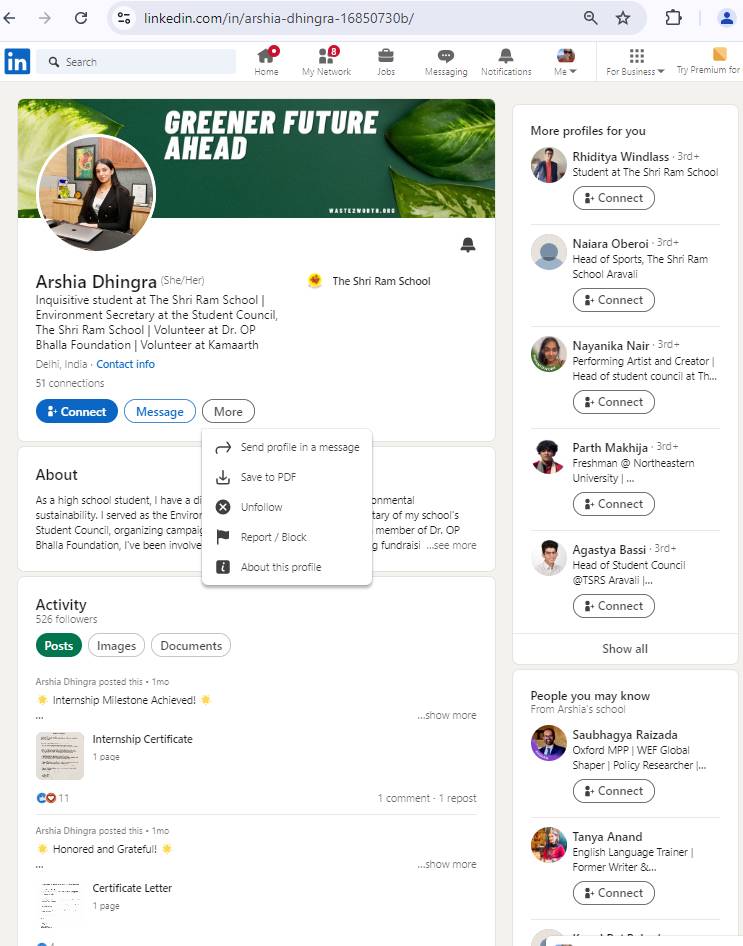 linkedin.com/in/arshia-dhingra-16850730b/
in
Search
Home
8
My Network
Jobs
Messaging
Notifications
Me
For Business
Try Premium for
GREENER FUTURE
AHEAD
WASTE2WORTH.ORG
Arshia Dhingra (She/Her)
Inquisitive student at The Shri Ram School |
Environment Secretary at the Student Council,
The Shri Ram School | Volunteer at Dr. OP
Bhalla Foundation | Volunteer at Kamaarth
The Shri Ram School
Delhi, India · Contact info
51 connections
Connect
Message
More
Send profile in a message
Save to PDF
Unfollow
Report / Block
About this profile
About
As a high school student, I have a di
sustainability. I served as the Environ
Student Council, organizing campaig
Bhalla Foundation, I've been involve
onmental
tary of my school's
member of Dr. OP
g fundraisi ...see more
Activity
526 followers
Posts
Images
Documents
Arshia Dhingra posted this • 1mo
🌟 Internship Milestone Achieved! 🌟
...
...show more
Internship Certificate
1 page
11
1 comment · 1 repost
Arshia Dhingra posted this • 1mo
🌟 Honored and Grateful! 🌟
...
...show more
Certificate Letter
1 page
More profiles for you
Rhiditya Windlass · 3rd+
Student at The Shri Ram School
Connect
Naiara Oberoi · 3rd+
Head of Sports, The Shri Ram
School Aravali
Connect
Nayanika Nair · 3rd+
Performing Artist and Creator |
Head of student council at Th...
Connect
Parth Makhija · 3rd+
Freshman @ Northeastern
University | ...
Connect
Agastya Bassi · 3rd+
Head of Student Council
@TSRS Aravali |...
Connect
Show all
People you may know
From Arshia's school
Saubhagya Raizada
Oxford MPP | WEF Global
Shaper | Policy Researcher |...
Connect
Tanya Anand
English Language Trainer |
Former Writer &...
Connect